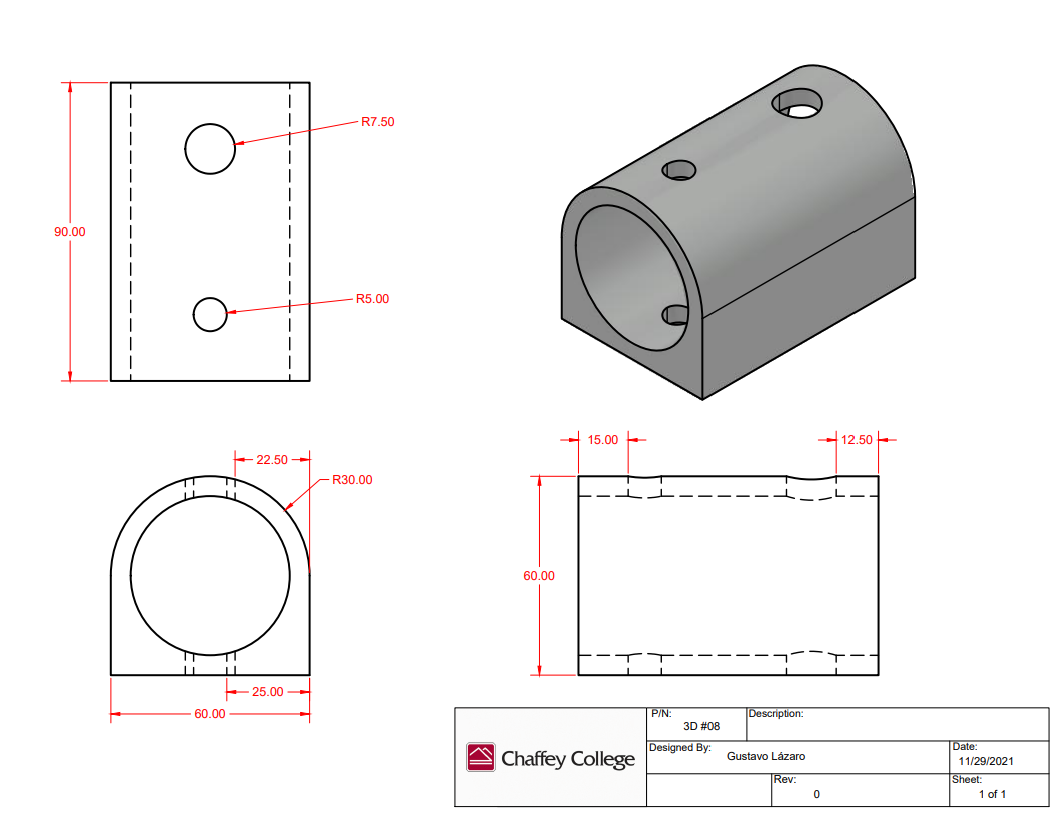 R7.50
90.00
R5.00
15.00
12.50
22.50
R30.00
60.00
25.00
60.00
P/N:
3D #08
Description:
Chaffey College
Designed By:
Gustavo Lázaro
Date:
11/29/2021
Rev:
0
Sheet:
1 of 1